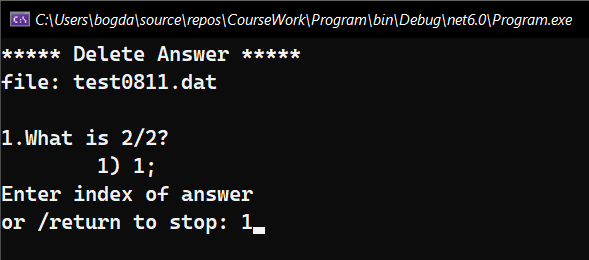 C:\Users\bogda\source\repos\CourseWork\Program\bin\Debug\net6.0\Program.exe
***** Delete Answer *****
file: test0811.dat
1.What is 2/2?
1) 1;
Enter index of answer
or /return to stop: 1